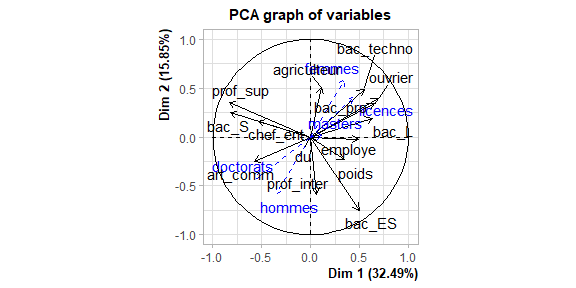 PCA graph of variables
Dim 2 (15.85%)
1.0
0.5
0.0
-0.5
-1.0
bac_techno
femmes
agriculteur
ouvrier
prof_sup
bac_pro
licences
masters
bac_S
chef_ent
bac_L
employe
du
doctorats
poids
art_comm
prof_inter
hommes
bac_ES
-1.0 -0.5 0.0 0.5 1.0
Dim 1 (32.49%)